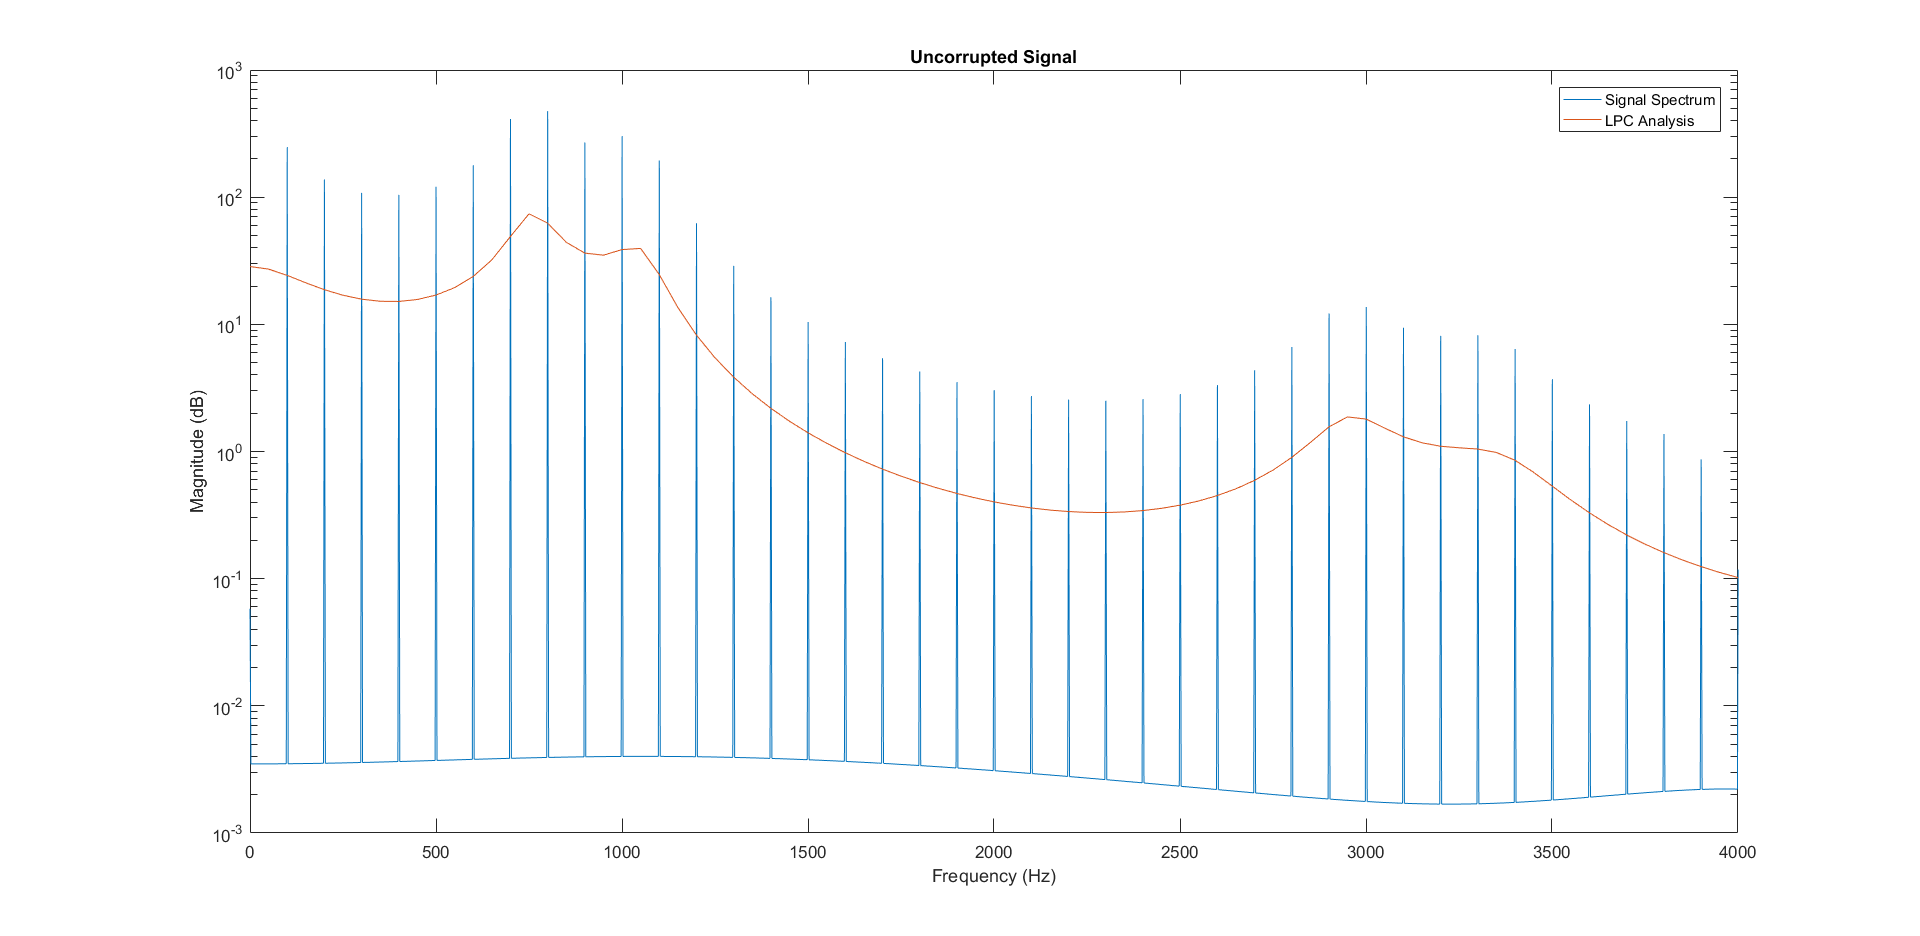 Uncorrupted Signal
Signal Spectrum
LPC Analysis
Magnitude (dB)
10^3
10^2
10^1
10^0
10^-1
10^-2
10^-3
0 500 1000 1500 2000 2500 3000 3500 4000
Frequency (Hz)